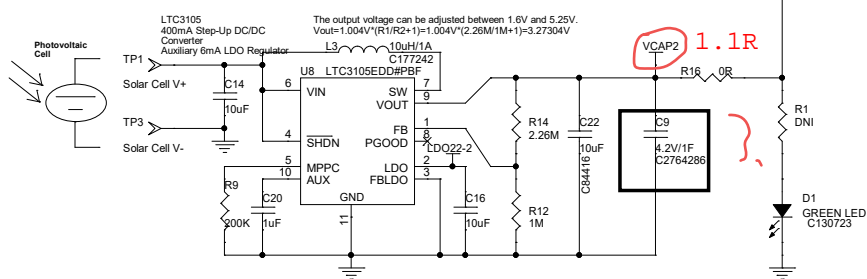 LTC3105
400mA Step-Up DC/DC
Converter
Auxiliary 6mA LDO Regulator
The output voltage can be adjusted between 1.6V and 5.25V.
Vout=1.004V*(R1/R2+1)=1.004V*(2.26M/1M+1)=3.27304V
Photovoltaic
Cell
TP1
Solar Cell V+
TP3
Solar Cell V-
C14
10uF
L3
10uH/1A
C177242
U8
LTC3105EDD#PBF
6
VIN
4
SHDN
5
MPPC
10
AUX
GND
11
SW
7
VOUT
9
FB
1
PGOOD
8
LDO
2
FBLDO
3
LDO22-2
R9
200K
C20
1uF
C16
10uF
R14
2.26M
R12
1M
C22
10uF
C84416
VCAP2
1.1R
C9
4.2V/1F
C2764286
?
R16
0R
R1
DNI
D1
GREEN LED
C130723